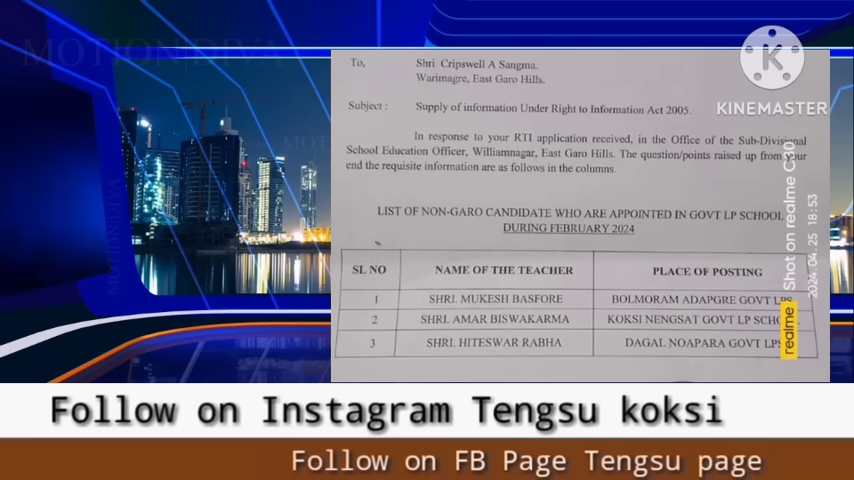 MOTION DIVA
To,
Shri Cripswell A Sangma.
Warimagre, East Garo Hills.
KINEMASTER
Subject : Supply of information Under Right to Information Act 2005.
In response to your RTI application received, in the Office of the Sub-Divisional
School Education Officer, Williamnagar, East Garo Hills. The question/points raised up from your
end the requisite information are as follows in the columns.
LIST OF NON-GARO CANDIDATE WHO ARE APPOINTED IN GOVT LP SCHOOL
DURING FEBRUARY 2024
SL NO NAME OF THE TEACHER PLACE OF POSTING
1 SHRI. MUKESH BASFORE BOLMORAM ADAPGRE GOVT LPS
2 SHRI. AMAR BISWAKARMA KOKSI NENGSAT GOVT LP
3 SHRI. HITESWAR RABHA DAGAL NOAPARA GOVT LPS
realme Shot on realme
2024.04.25 18:53
Follow on Instagram Tengsu koksi
Follow on FB Page Tengsu page